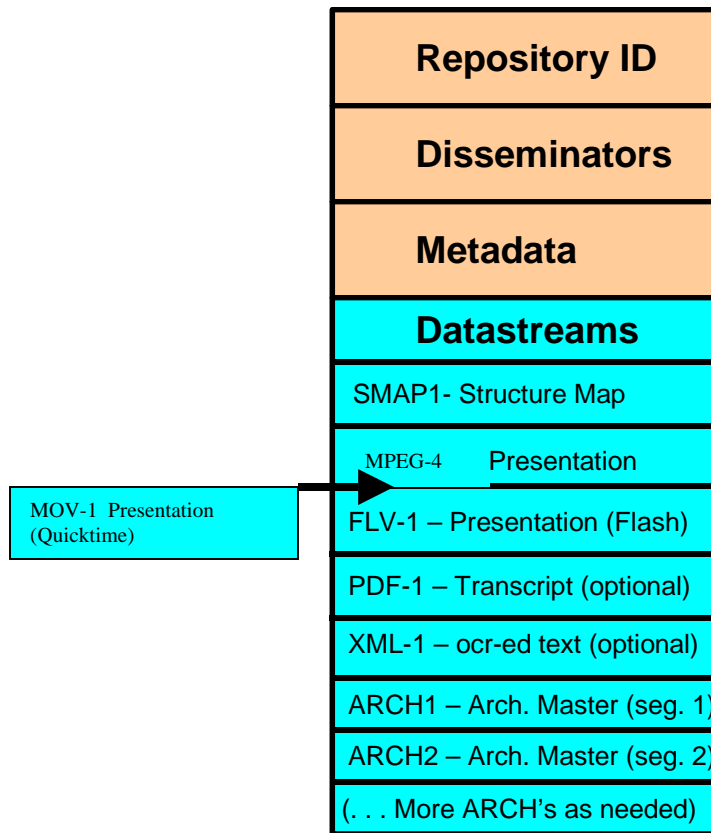 Repository ID
Disseminators
Metadata
Datastreams
SMAP1- Structure Map
MPEG-4 Presentation
MOV-1 Presentation
(Quicktime)
FLV-1 – Presentation (Flash)
PDF-1 – Transcript (optional)
XML-1 – ocr-ed text (optional)
ARCH1 – Arch. Master (seg. 1)
ARCH2 – Arch. Master (seg. 2)
(. . . More ARCH's as needed)